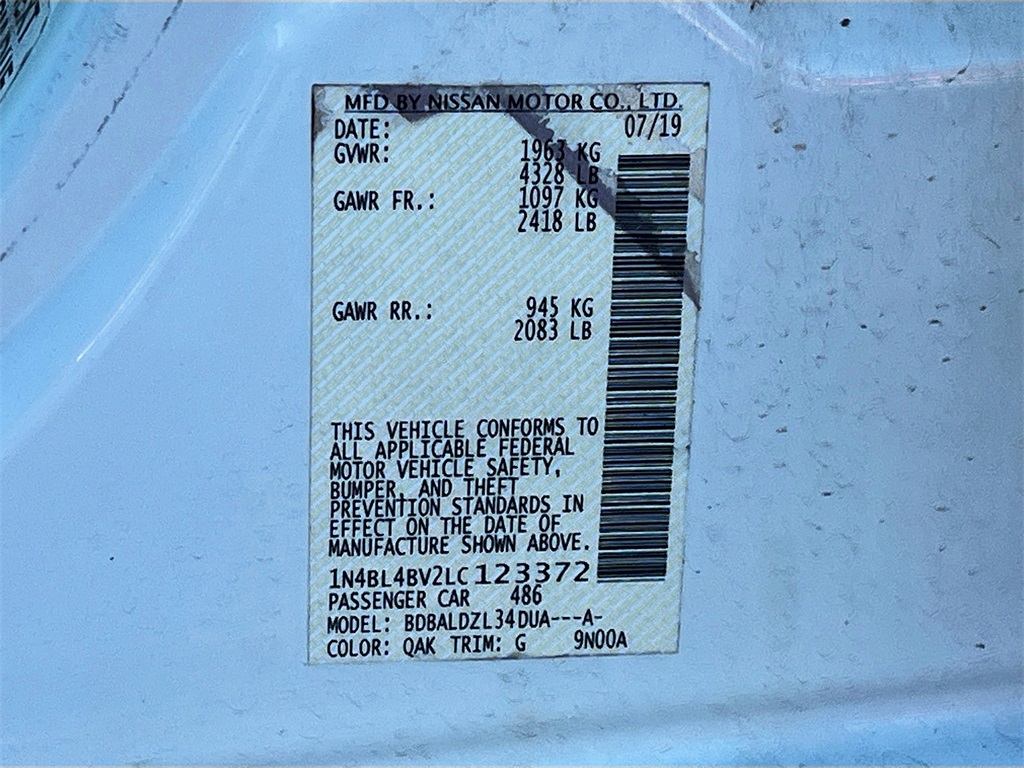 MFD BY NISSAN MOTOR CO., LTD.
DATE: 07/19
GVWR: 1963 KG
4328 LB
GAWR FR.: 1097 KG
2418 LB
GAWR RR.: 945 KG
2083 LB
THIS VEHICLE CONFORMS TO
ALL APPLICABLE FEDERAL
MOTOR VEHICLE SAFETY,
BUMPER, AND THEFT
PREVENTION STANDARDS IN
EFFECT ON THE DATE OF
MANUFACTURE SHOWN ABOVE.
1N4BL4BV2LC123372
PASSENGER CAR 486
MODEL: BDBALDZL34DUA---A-
COLOR: QAK TRIM: G 9N00A